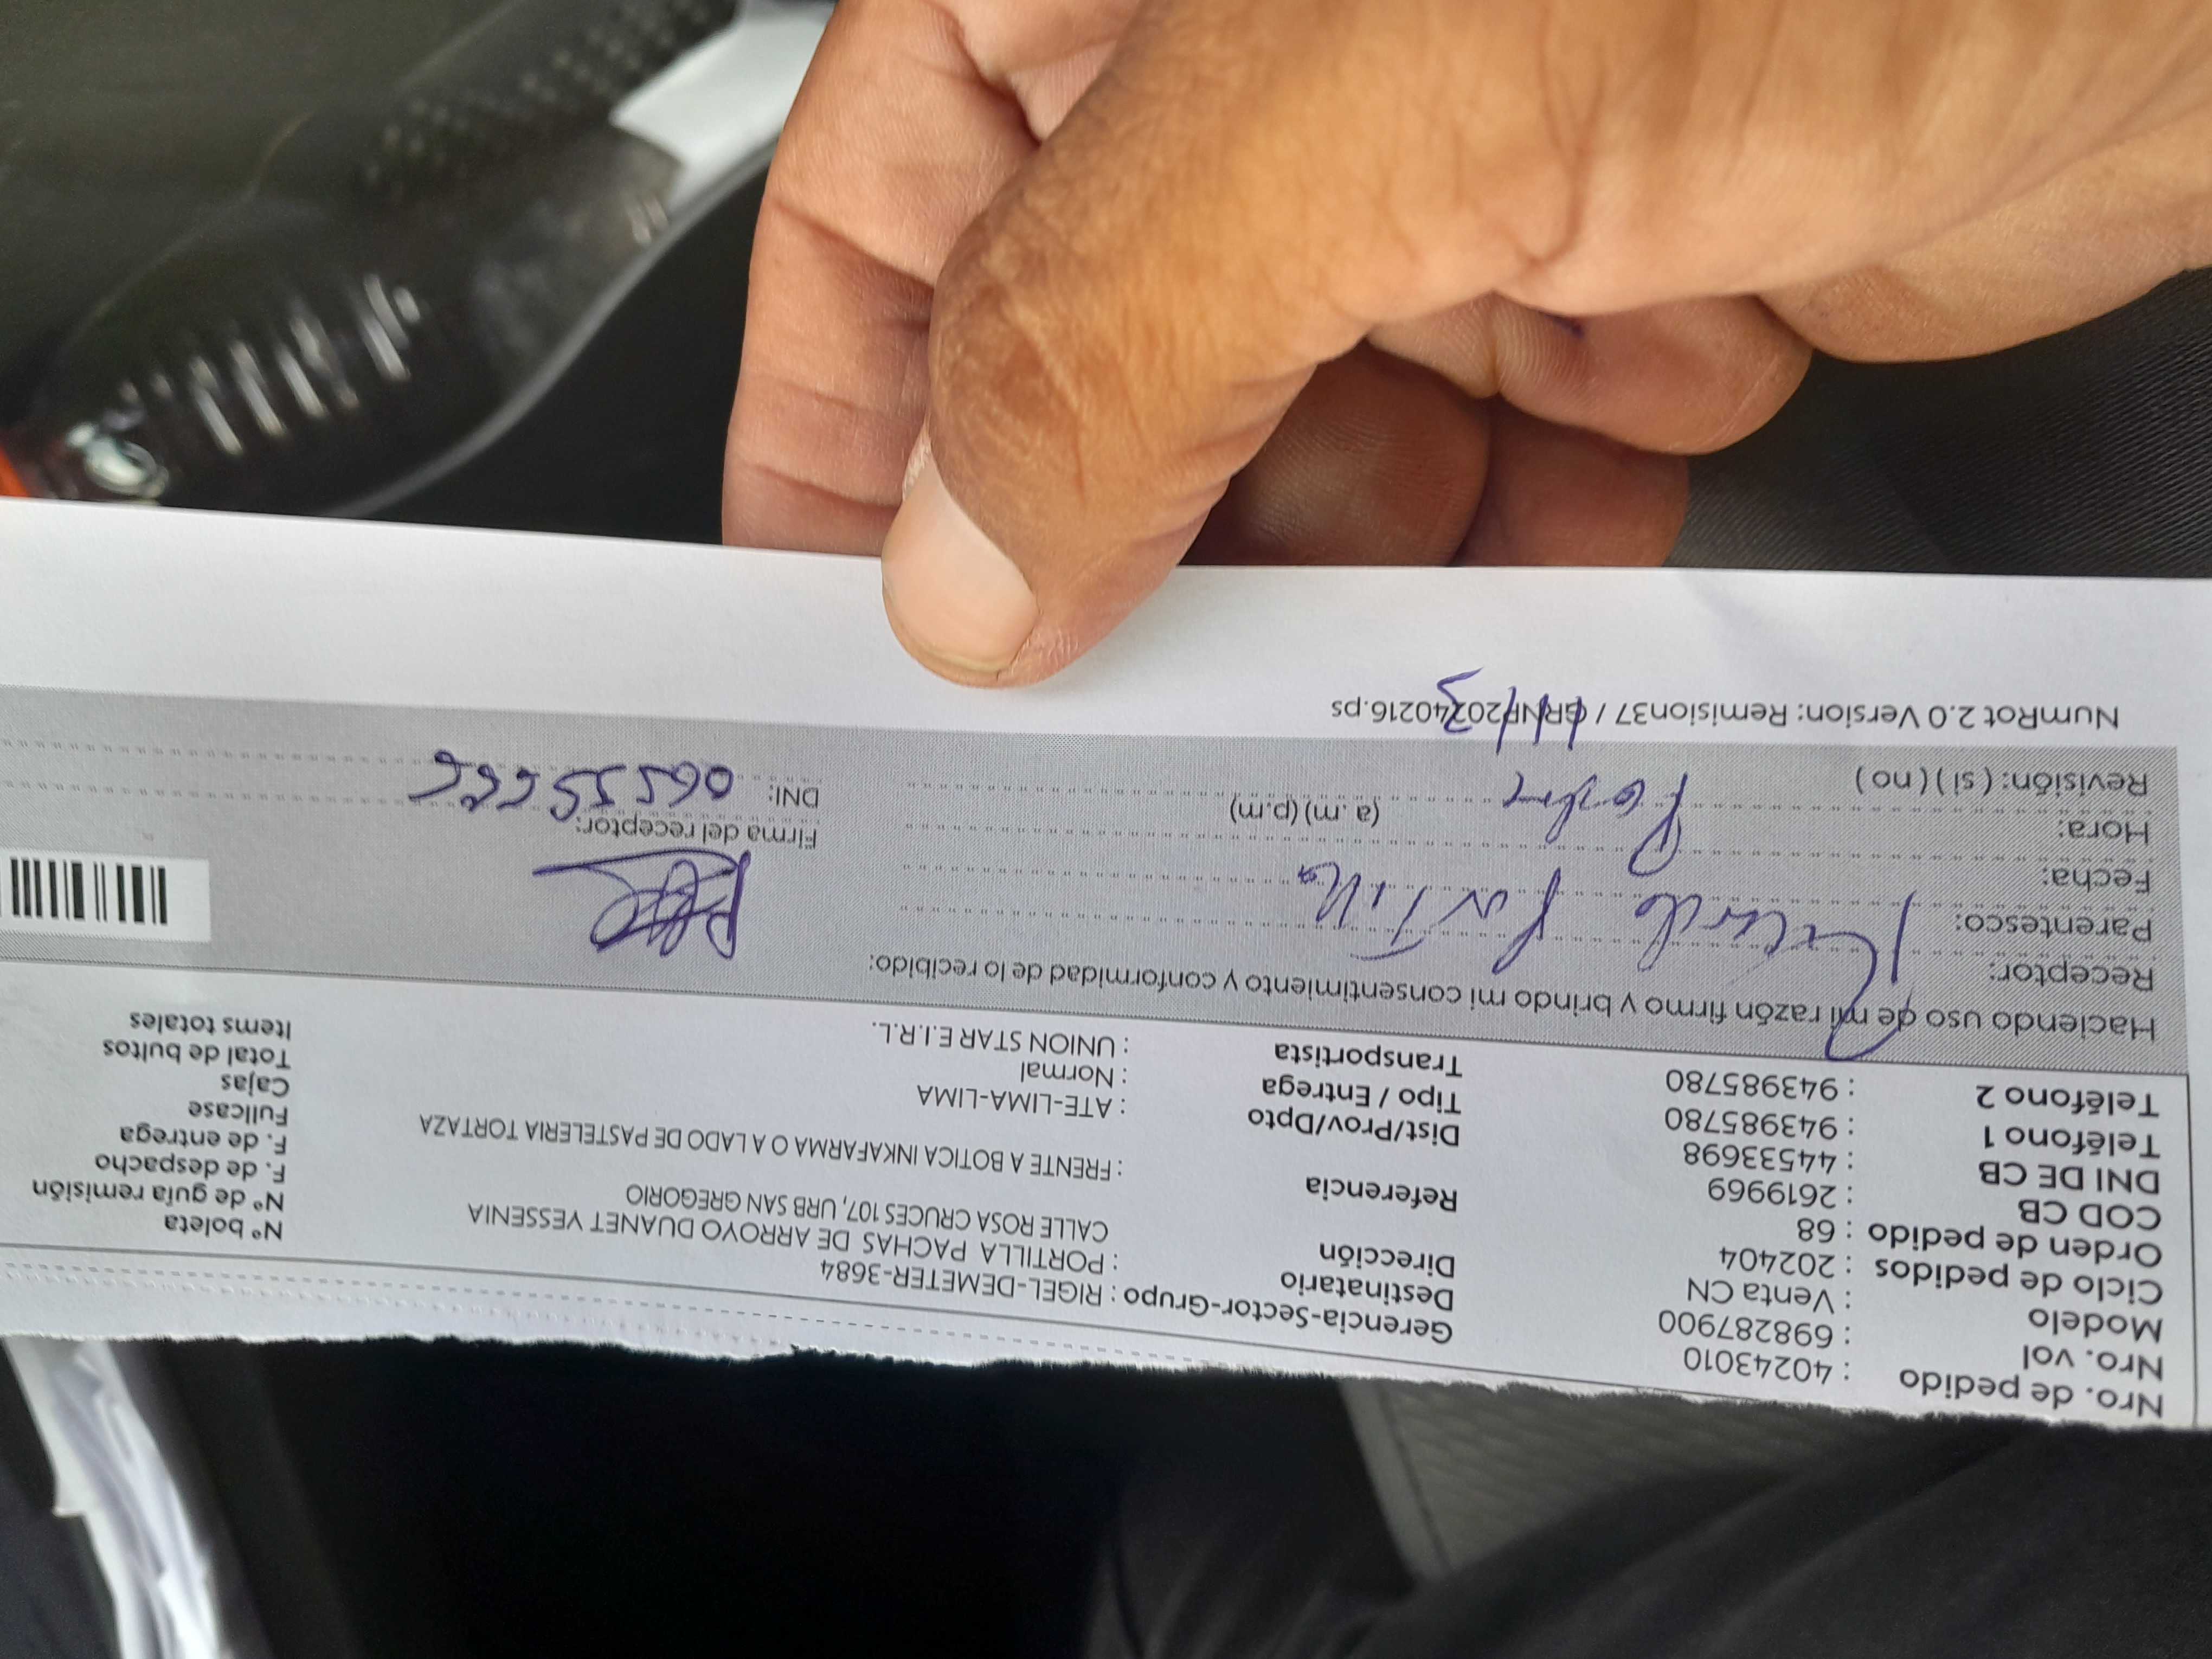 Nro. de pedido : 40243010
Nro. vol : 698287900
Modelo : Venta CN
Ciclo de pedidos : 202404
Orden de pedido : 68
COD CB : 2619969
DNI DE CB : 44533698
Teléfono 1 : 943985780
Teléfono 2 : 943985780
Gerencia-Sector-Grupo : RIGEL-DEMETER-3684
Destinatario : PORTILLA PACHAS DE ARROYO DUANET YESSENIA
Dirección CALLE ROSA CRUCES 107, URB SAN GREGORIO
Referencia : FRENTE A BOTICA INKAFARMA O A LADO DE PASTELERIA TORTAZA
Dist/Prov/Dpto : ATE-LIMA-LIMA
Tipo / Entrega : Normal
Transportista : UNION STAR E.I.R.L.
Nº boleta
Nº de guía remisión
F. de despacho
F. de entrega
Fullcase
Cajas
Total de bultos
Items totales
Haciendo uso de mi razón firmo y brindo mi consentimiento y conformidad de lo recibido:
Receptor: Ricardo Portilla
Parentesco: Padre
Fecha:
Hora: (a.m) (p.m)
Revisión: ( si ) ( no )
Firma del receptor:
DNI:
NumRot 2.0 Version: Remision37 / GRNP20240216.ps